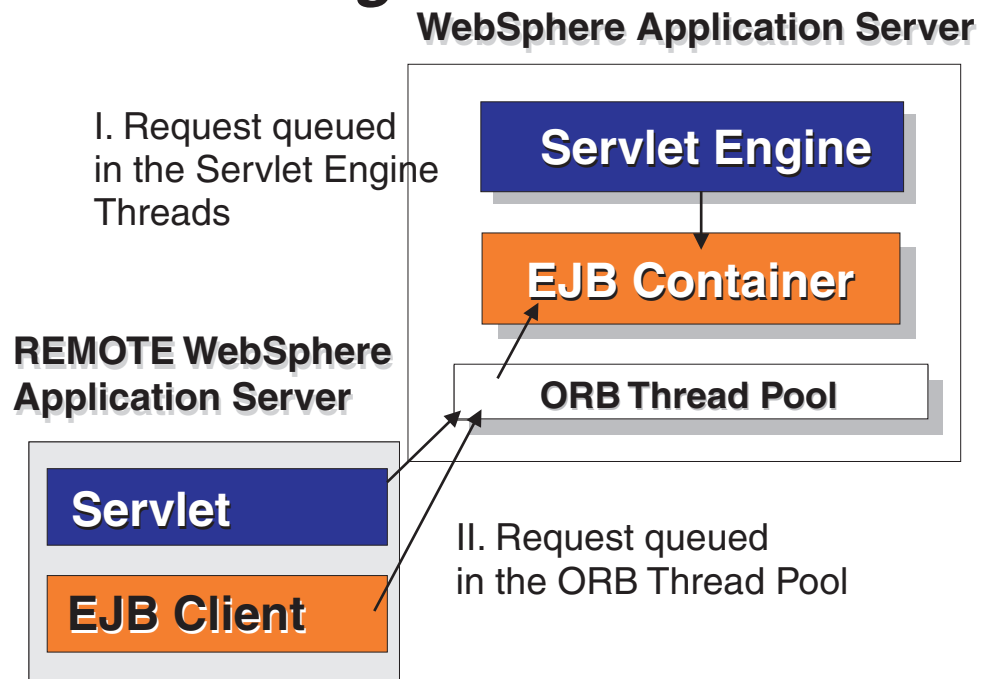 WebSphere Application Server
I. Request queued
in the Servlet Engine
Threads
Servlet Engine
EJB Container
ORB Thread Pool
REMOTE WebSphere
Application Server
Servlet
EJB Client
II. Request queued
in the ORB Thread Pool